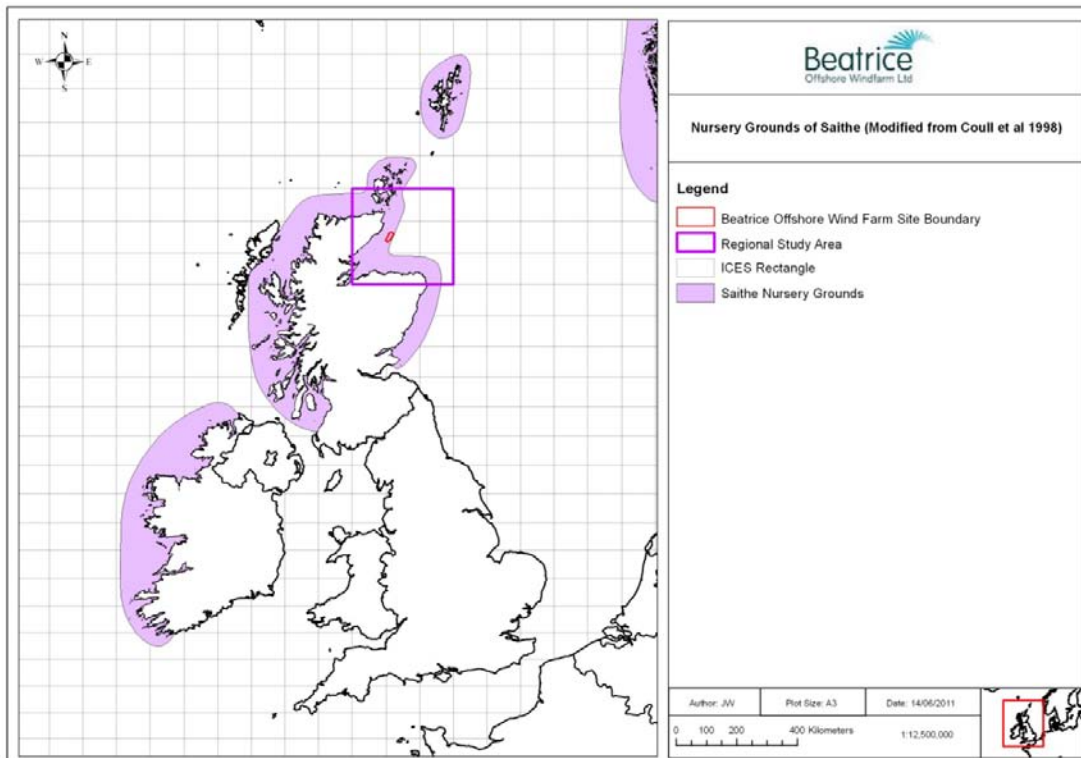 N
W E
S
Beatrice
Offshore Windfarm Ltd
Nursery Grounds of Saithe (Modified from Coull et al 1998)
Legend
Beatrice Offshore Wind Farm Site Boundary
Regional Study Area
ICES Rectangle
Saithe Nursery Grounds
Author: JW Plot Size: A3 Date: 14/06/2011
0 100 200 400 Kilometers
1:12,500,000